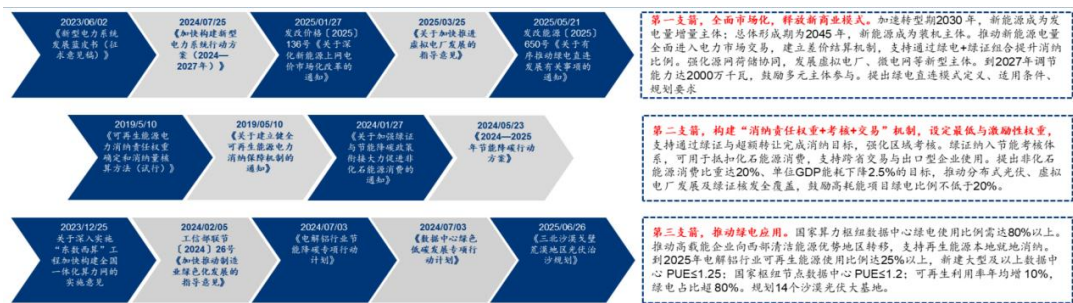 2023/06/02
《新型电力系统
发展蓝皮书（征
求意见稿）》
2024/07/25
《加快构建新型
电力系统行动方
案（2024—
2027年）》
2025/01/27
发改价格〔2025〕
136号《关于深化
新能源上网电
价市场化改革的
通知》
2025/03/25
《关于加快推进
虚拟电厂发展的
指导意见》
2025/05/21
发改能源〔2025〕
650号《关于有
序推动绿电直连
发展有关事项的
通知》
第一支箭，全面市场化，释放新商业模式。加速转型期2030年，新能源成为发
电量增量主体；总体形成期为2045年，新能源成为装机主体。推动新能源电量
全面进入电力市场交易，建立差价结算机制，支持通过绿电+绿证组合提升消纳
比例。强化源网荷储协同，发展虚拟电厂、微电网等新型主体。到2027年调节
能力达2000万千瓦，鼓励多元主体参与。提出绿电直连模式定义、适用条件、
规划要求
2019/5/10
《可再生能源电
力消纳责任权重
确定和消纳量核
算方法（试行）》
2019/05/10
《关于建立健全
可再生能源电力
消纳保障机制的
通知》
2024/01/27
《关于加强绿证
与节能降碳政策
衔接大力促进非
化石能源消费的
通知》
2024/05/23
《2024—2025
年节能降碳行动
方案》
第二支箭，构建“消纳责任权重+考核+交易”机制，设定最低与激励性权重，
支持通过绿证与超额转让完成消纳目标，强化区域考核。绿证纳入节能考核体
系，可用于抵扣化石能源消费，支持跨省交易与出口型企业使用。提出非化石
能源消费比重达20%、单位GDP能耗下降2.5%的目标，推动分布式光伏、虚拟
电厂发展及绿证核发全覆盖，鼓励高耗能项目绿电比例不低于20%。
2023/12/25
关于深入实施
“东数西算”工
程加快构建全国
一体化算力网的
实施意见
2024/02/05
工信部联节
〔2024〕26号
《加快推动制造
业绿色化发展的
指导意见》
2024/07/03
《电解铝行业节
能降碳专项行动
计划》
2024/07/03
《数据中心绿色
低碳发展专项行
动计划》
2025/06/26
《三北沙漠戈壁
荒漠地区光伏治
沙规划》
第三支箭，推动绿电应用。国家算力枢纽数据中心绿电使用比例需达80%以上。
推动高载能企业向西部清洁能源优势地区转移，支持再生能源本地就地消纳。
到2025年电解铝行业可再生能源使用比例达25%以上，新建大型及以上数据中
心 PUE≤1.25；国家枢纽节点数据中心 PUE≤1.2；可再生利用率年均增 10%，
绿电占比超 80%。规划14个沙漠光伏大基地。